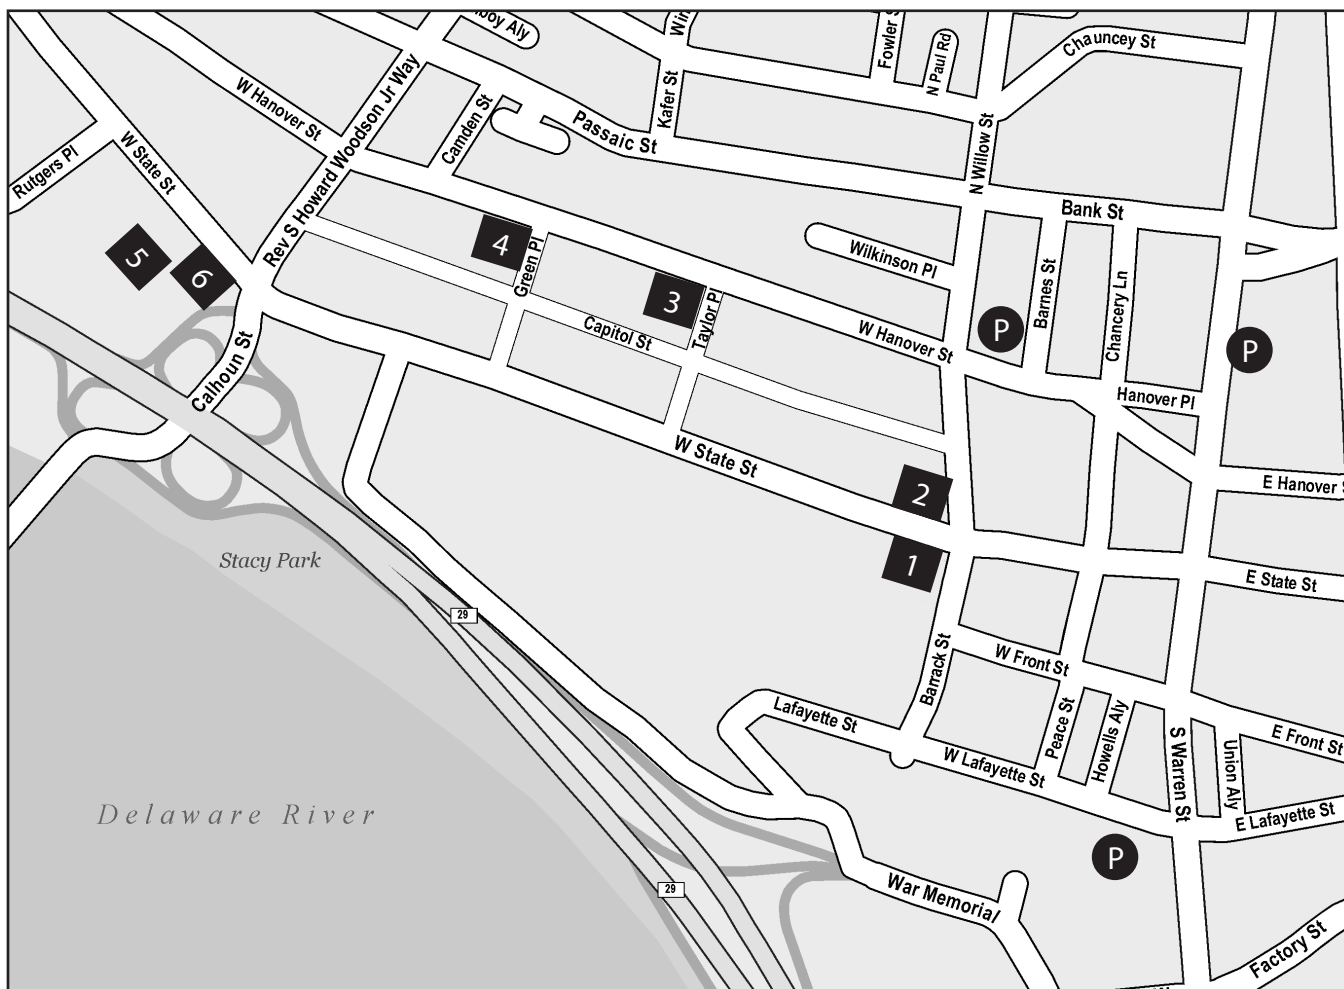 Aly
Fowler
N Paul Rd
Chauncey St
W Hanover St
Camden St
Passaic St
Kafer St
N Willow St
Rutgers Pl
W State St
Rev S Howard Woodson Jr Way
Bank St
5
6
4
Green Pl
3
Taylor Pl
Wilkinson Pl
Capitol St
P
Barnes St
Chancery Ln
P
W Hanover St
Calhoun St
Hanover Pl
W State St
2
E Hanover
1
Stacy Park
E State St
29
Barrack St
W Front St
Lafayette St
Peace St
Howells Aly
S Warren St
Union Aly
E Front St
W Lafayette St
Delaware River
E Lafayette St
P
29
War Memorial
Factory St